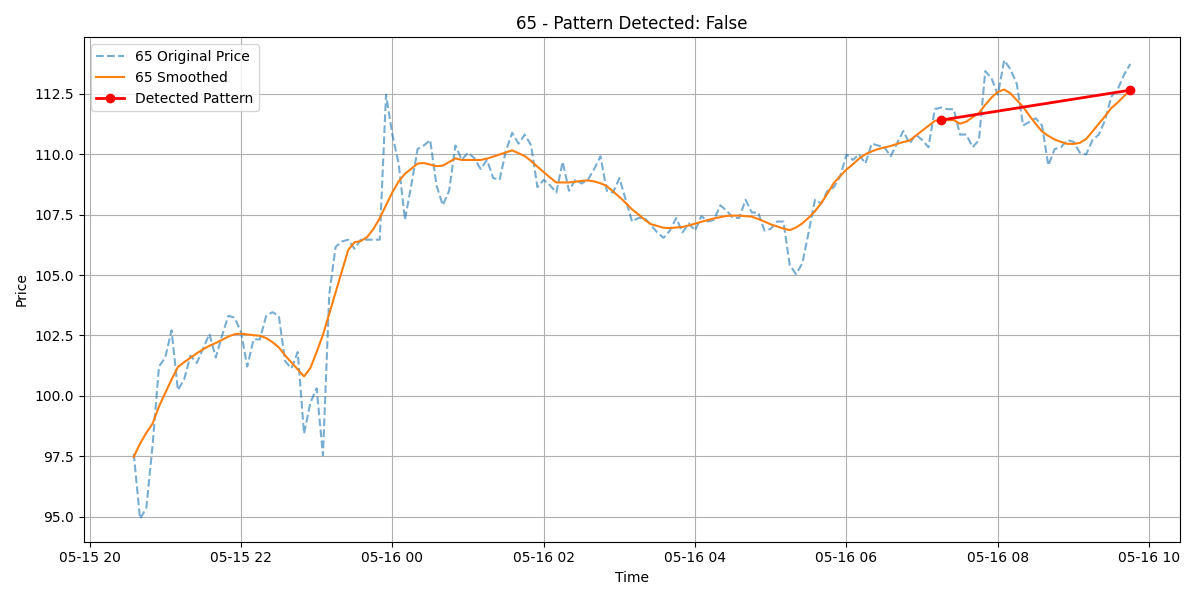 65 - Pattern Detected: False
65 Original Price
65 Smoothed
Detected Pattern
Price
112.5
110.0
107.5
105.0
102.5
100.0
97.5
95.0
05-15 20 05-15 22 05-16 00 05-16 02 05-16 04 05-16 06 05-16 08 05-16 10
Time